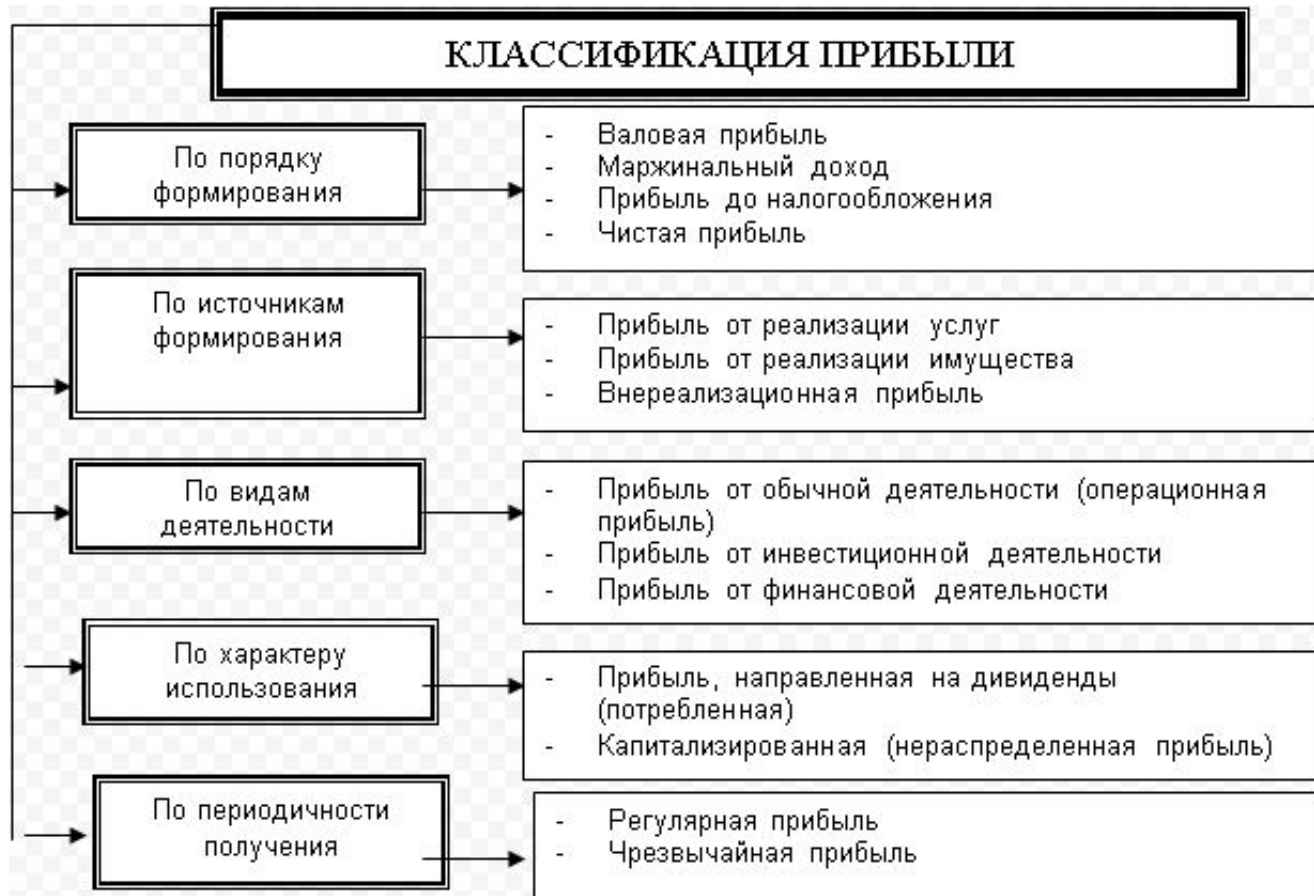 КЛАССИФИКАЦИЯ ПРИБЫЛИ
По порядку
формирования
- Валовая прибыль
- Маржинальный доход
- Прибыль до налогообложения
- Чистая прибыль
По источникам
формирования
- Прибыль от реализации услуг
- Прибыль от реализации имущества
- Внереализационная прибыль
По видам
деятельности
- Прибыль от обычной деятельности (операционная
прибыль)
- Прибыль от инвестиционной деятельности
- Прибыль от финансовой деятельности
По характеру
использования
- Прибыль, направленная на дивиденды
(потребленная)
- Капитализированная (нераспределенная прибыль)
По периодичности
получения
- Регулярная прибыль
- Чрезвычайная прибыль